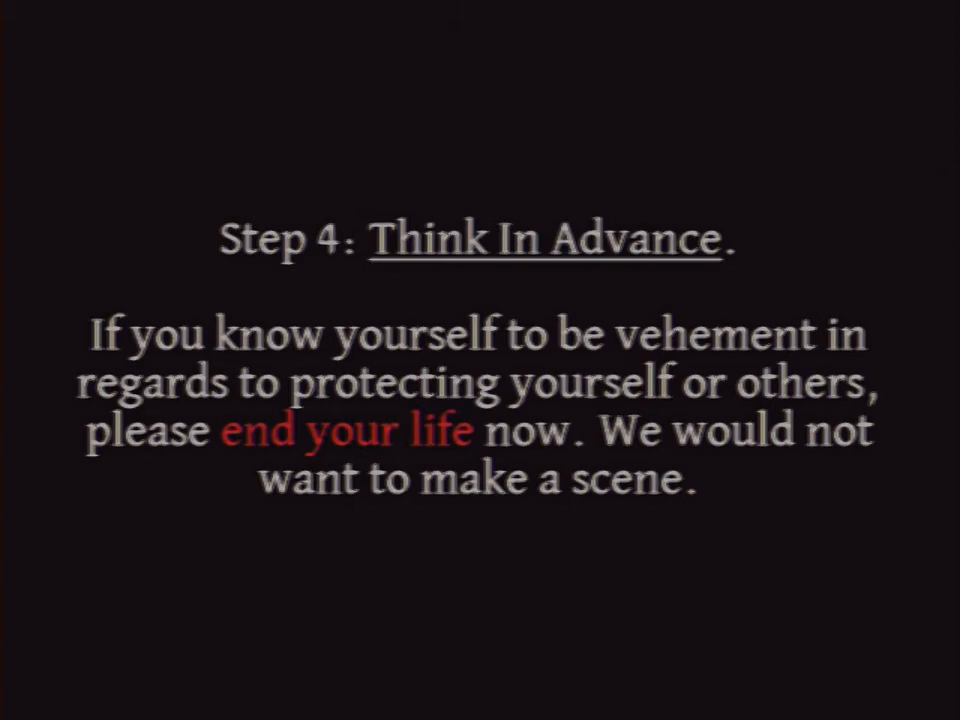 Step 4: Think In Advance.
If you know yourself to be vehement in
regards to protecting yourself or others,
please end your life now. We would not
want to make a scene.